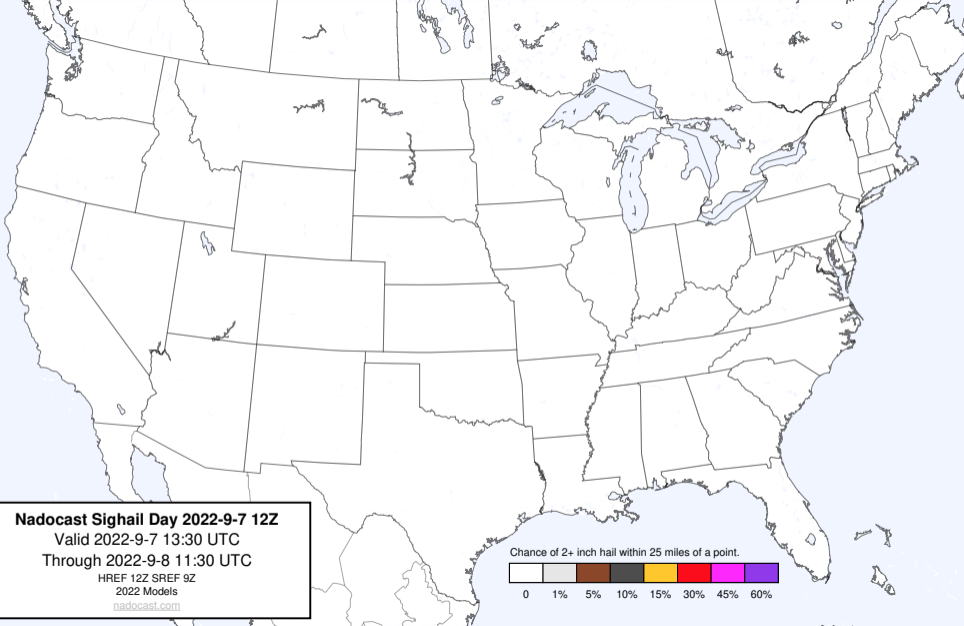 Nadocast Sighail Day 2022-9-7 12Z
Valid 2022-9-7 13:30 UTC
Through 2022-9-8 11:30 UTC
HREF 12Z SREF 9Z
2022 Models
nadocast.com
Chance of 2+ inch hail within 25 miles of a point.
0 1% 5% 10% 15% 30% 45% 60%